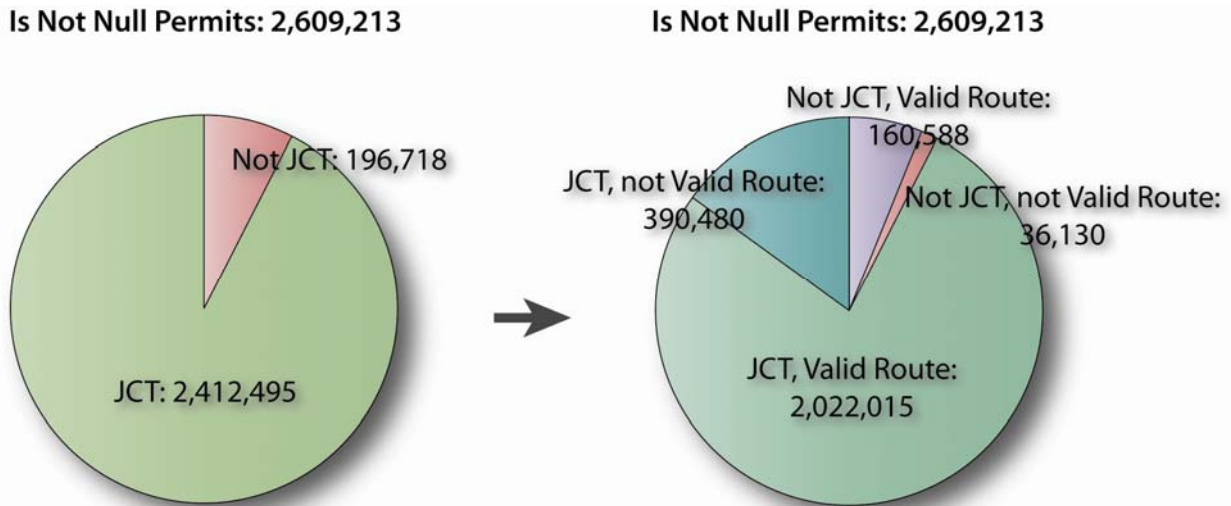 Is Not Null Permits: 2,609,213
Not JCT: 196,718
JCT: 2,412,495
Is Not Null Permits: 2,609,213
Not JCT, Valid Route:
160,588
JCT, not Valid Route:
390,480
Not JCT, not Valid Route:
36,130
JCT, Valid Route:
2,022,015